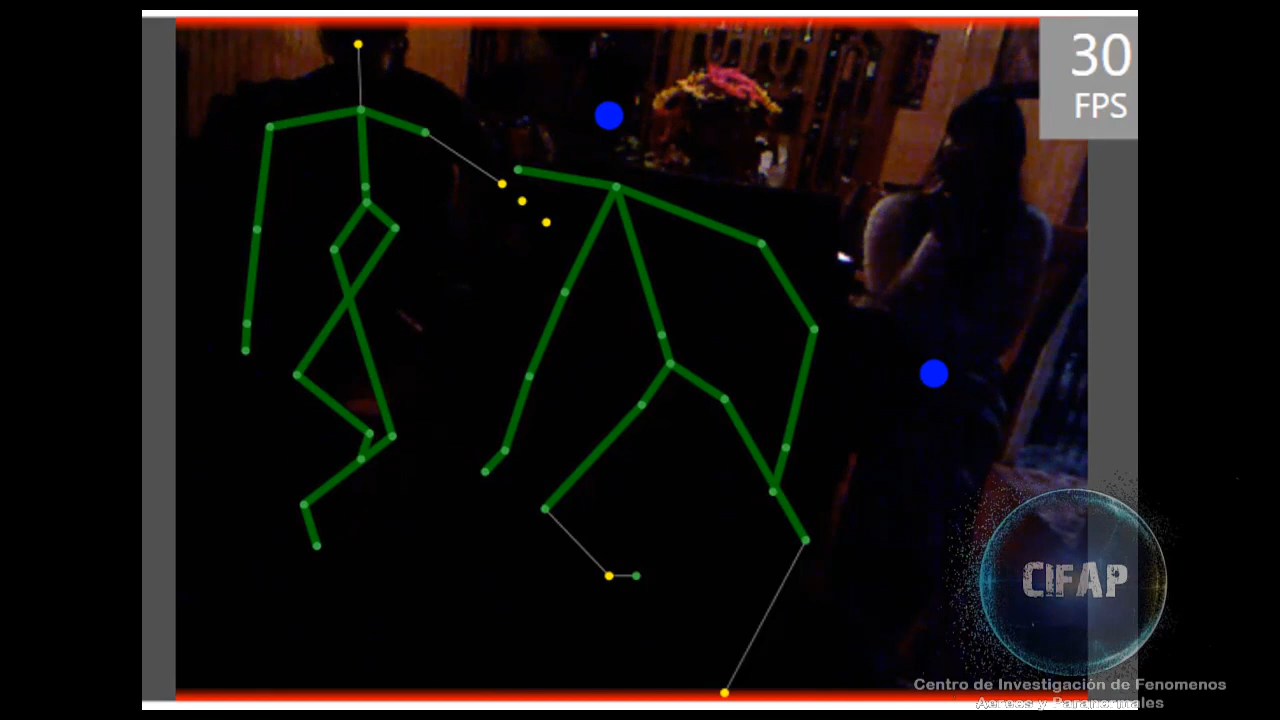 30
FPS
CIFAP
Centro de Investigación de Fenomenos
Aereos y Paranormales